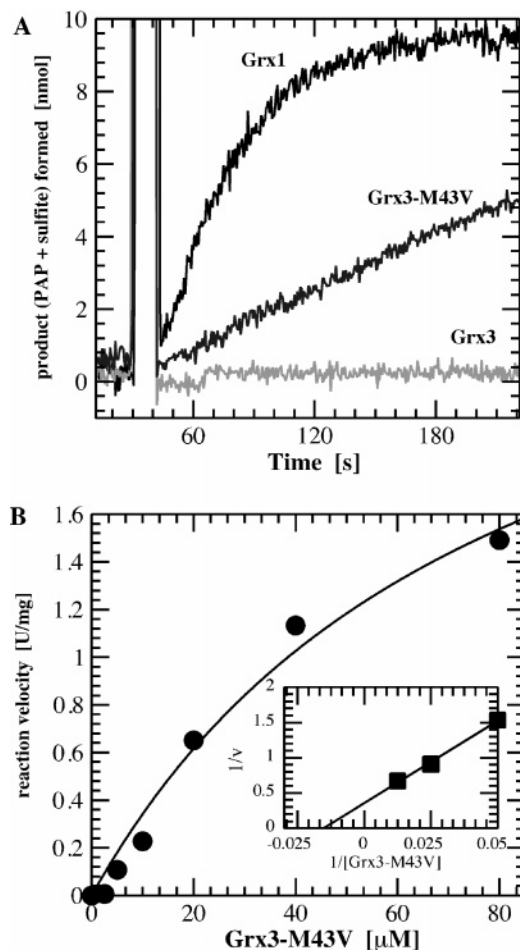 A
product (PAP + sulfite) formed [nmol]
10
8
6
4
2
0
Grx1
Grx3-M43V
Grx3
60 120 180
Time [s]
B
reaction velocity [U/mg]
1.6
1.4
1.2
1
0.8
0.6
0.4
0.2
0
0 20 40 60 80
Grx3-M43V [μM]
1/v
2
1.5
1
0.5
0
-0.025 0 0.025 0.05
1/[Grx3-M43V]